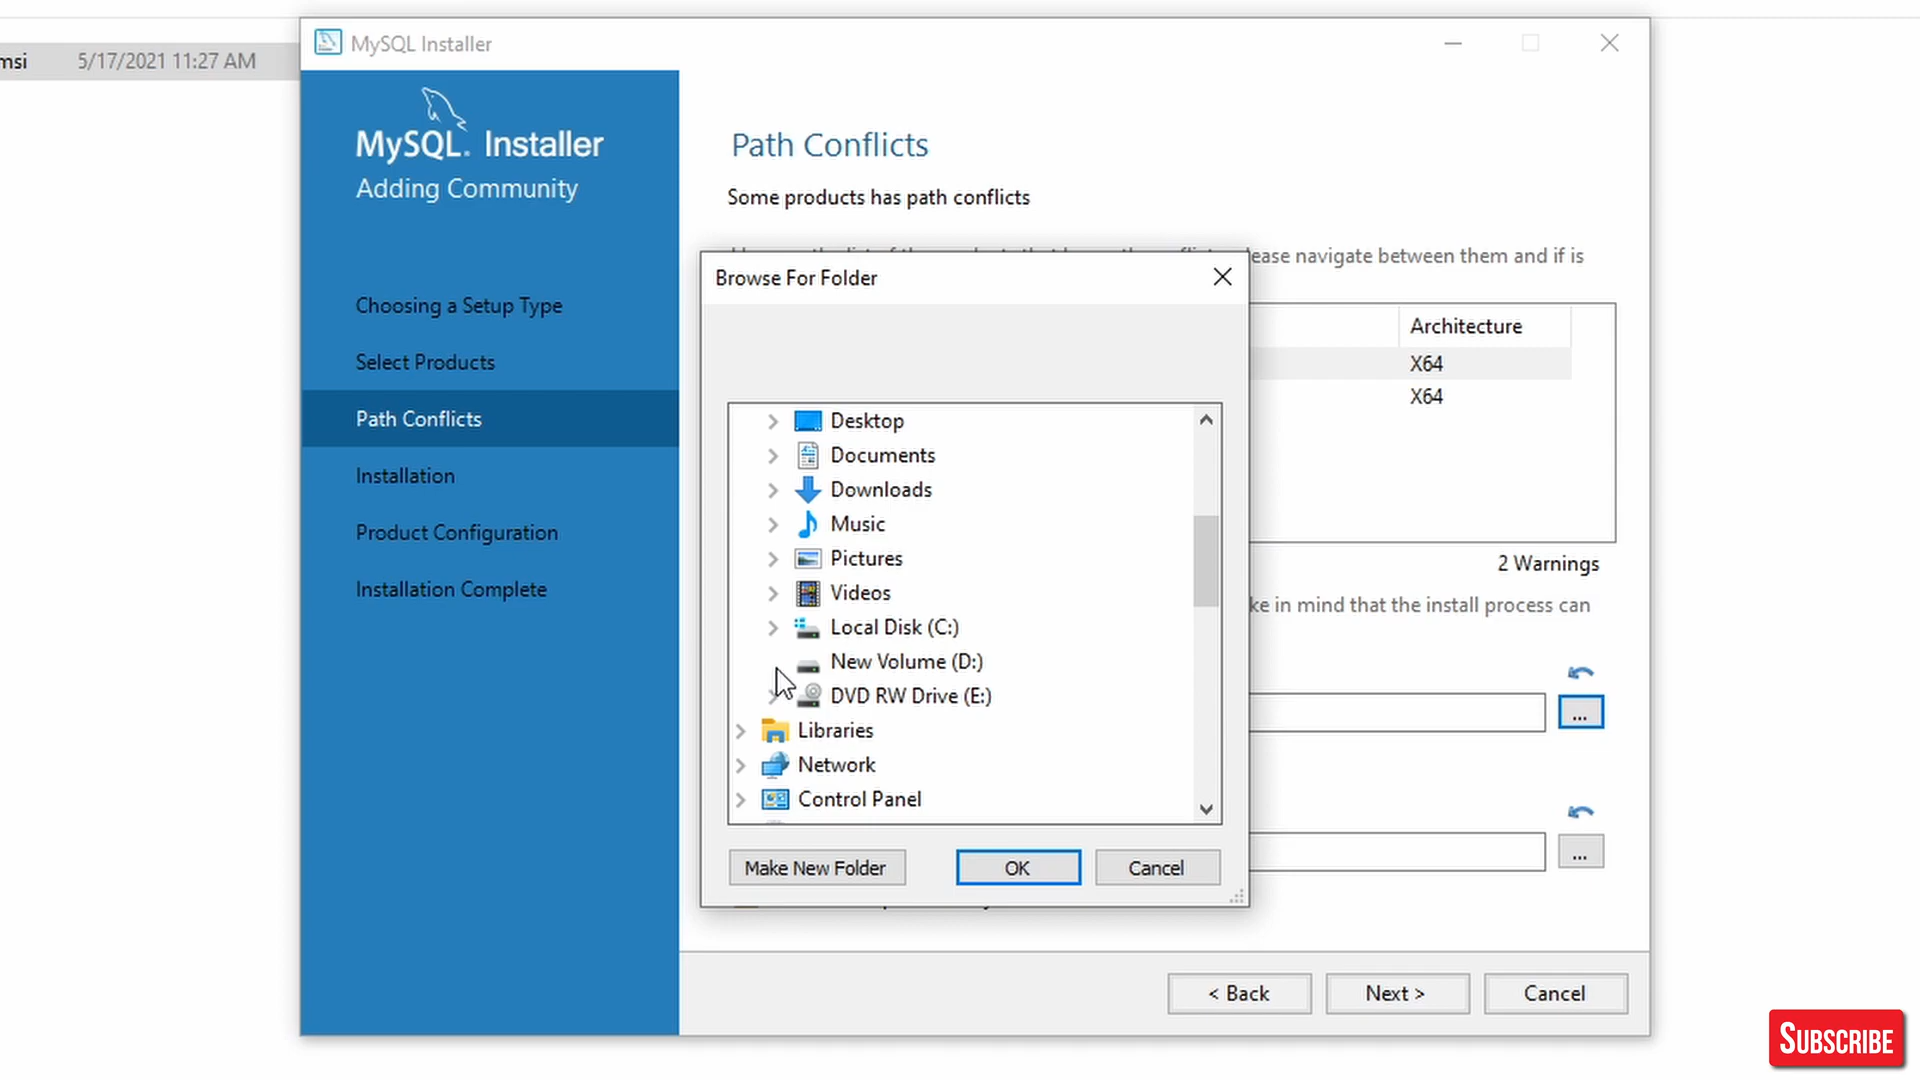 msi 5/17/2021 11:27 AM
MySQL Installer
MySQL. Installer
Adding Community
Choosing a Setup Type
Select Products
Path Conflicts
Installation
Product Configuration
Installation Complete
Path Conflicts
Some products has path conflicts
ease navigate between them and if is
Architecture
X64
X64
2 Warnings
ke in mind that the install process can
...
...
Browse For Folder
Desktop
Documents
Downloads
Music
Pictures
Videos
Local Disk (C:)
New Volume (D:)
DVD RW Drive (E:)
Libraries
Network
Control Panel
Make New Folder OK Cancel
< Back Next > Cancel
SUBSCRIBE